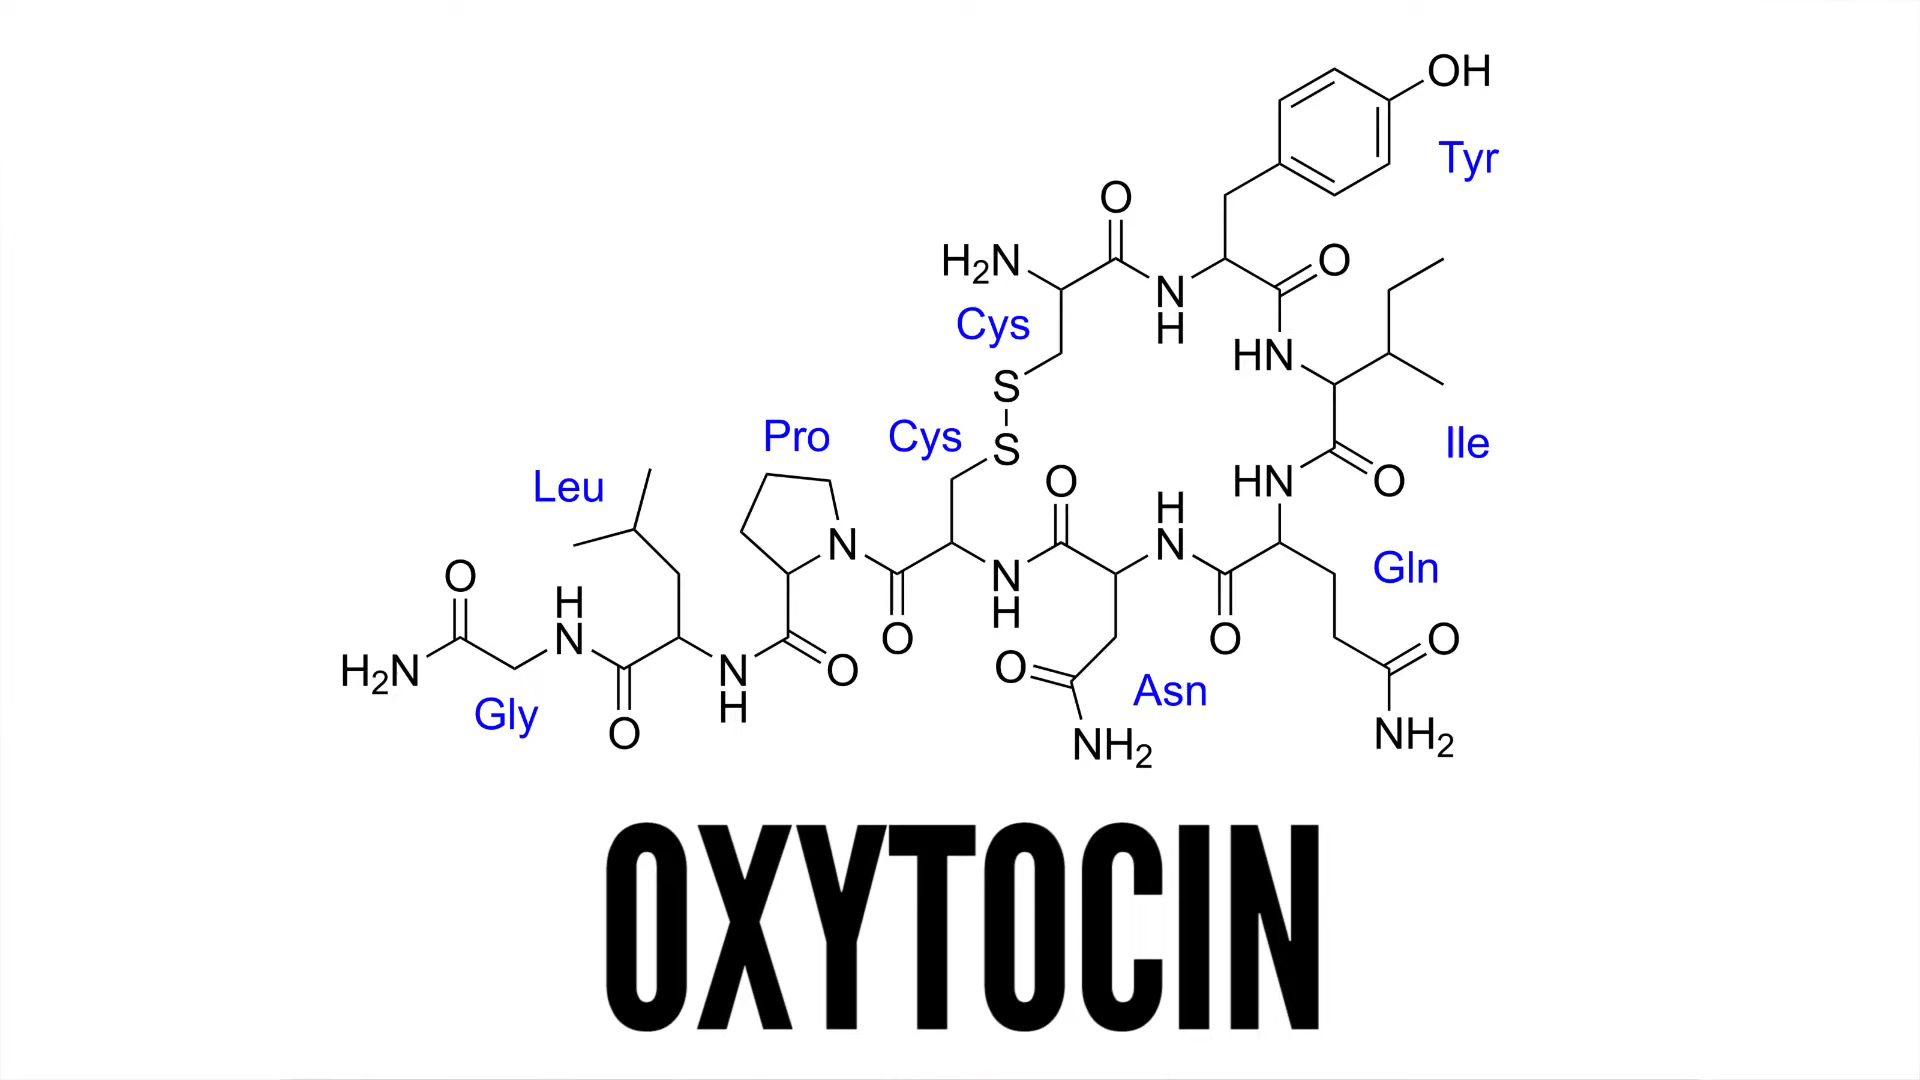 OH
Tyr
O
H₂N
O
N
H
Cys
HN
S
Pro
Cys
S
Ile
Leu
O
HN
O
H
N
N
Gln
O
H
N
N
H
O
O
O
H₂N
Gly
O
N
H
O
O
Asn
NH₂
NH₂
OXYTOCIN